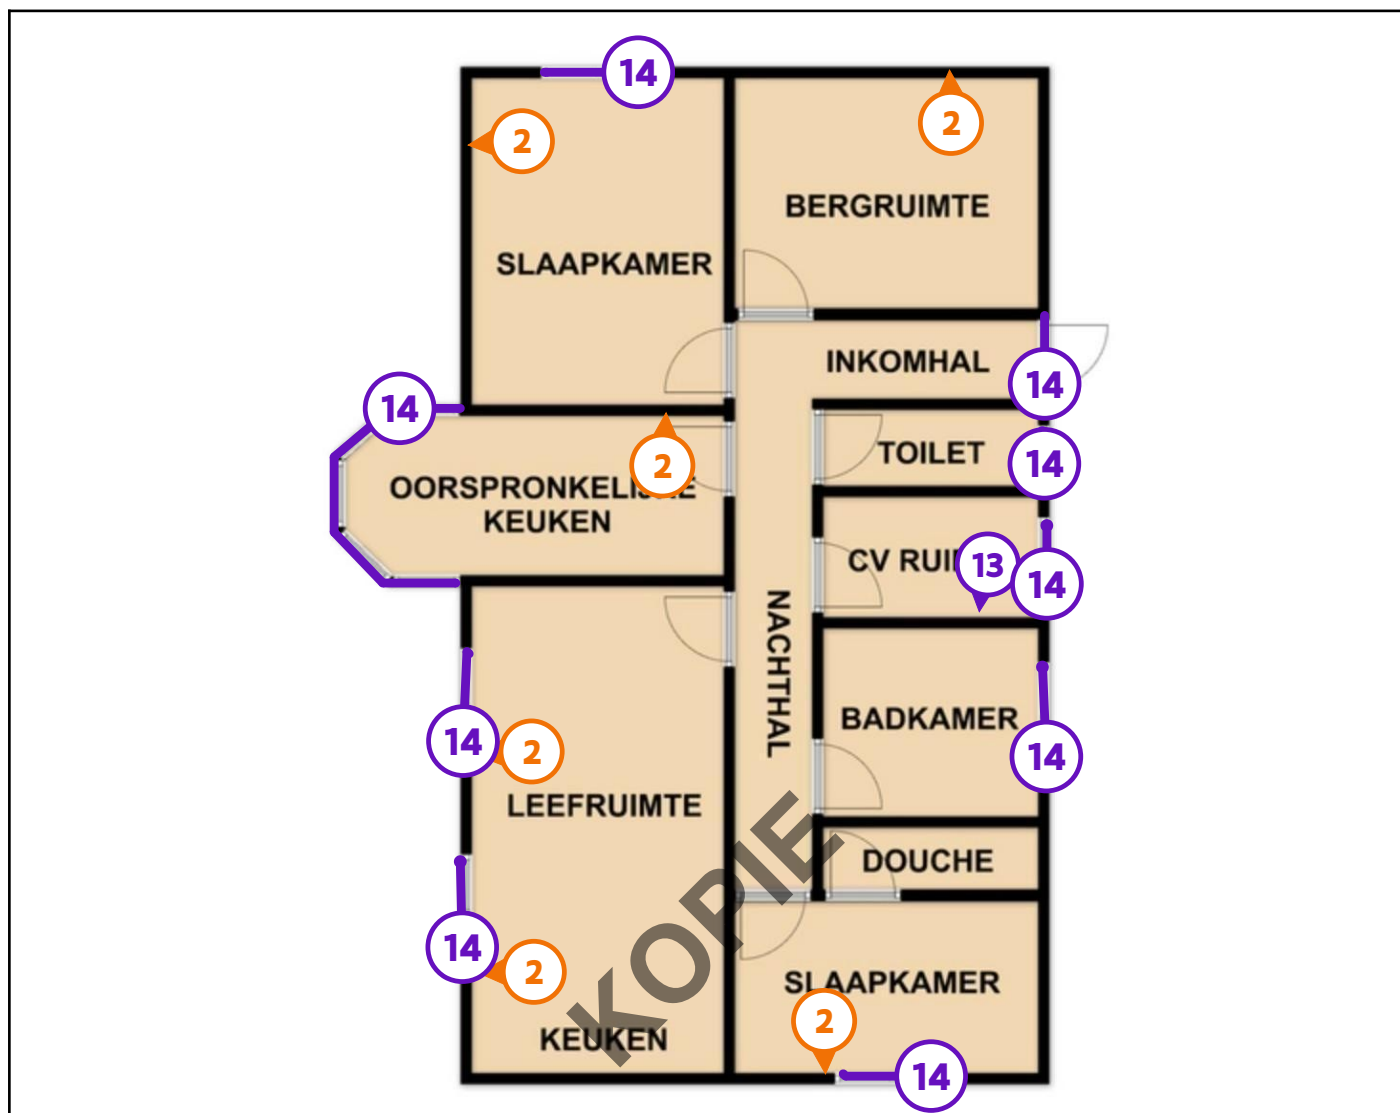 14
2
2
BERGRUIMTE
SLAAPKAMER
INKOMHAL
14
14
TOILET
14
2
OORSPRONKELIJKE
KEUKEN
CV RUI
13
14
NACHTHAL
BADKAMER
14
14
2
LEEFRUIMTE
DOUCHE
14
2
SLAAPKAMER
2
KEUKEN
14
KOPIE